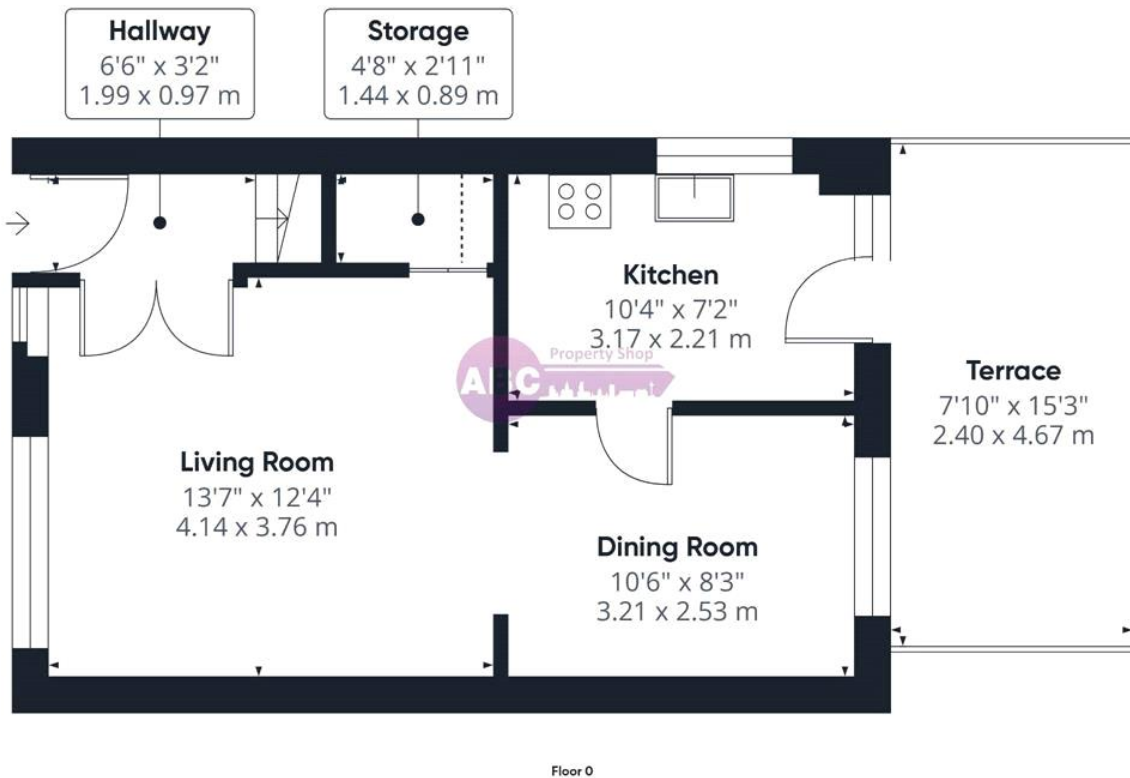 Hallway
6'6" x 3'2"
1.99 x 0.97 m
Storage
4'8" x 2'11"
1.44 x 0.89 m
Kitchen
10'4" x 7'2"
3.17 x 2.21 m
Property Shop
ABC
Terrace
7'10" x 15'3"
2.40 x 4.67 m
Living Room
13'7" x 12'4"
4.14 x 3.76 m
Dining Room
10'6" x 8'3"
3.21 x 2.53 m
Floor 0